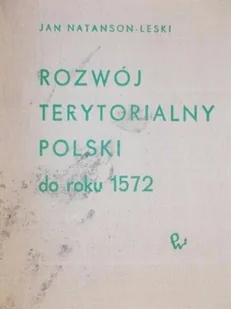 JAN NATANSON-LESKI
ROZWÓJ
TERYTORIALNY
POLSKI
do roku 1572